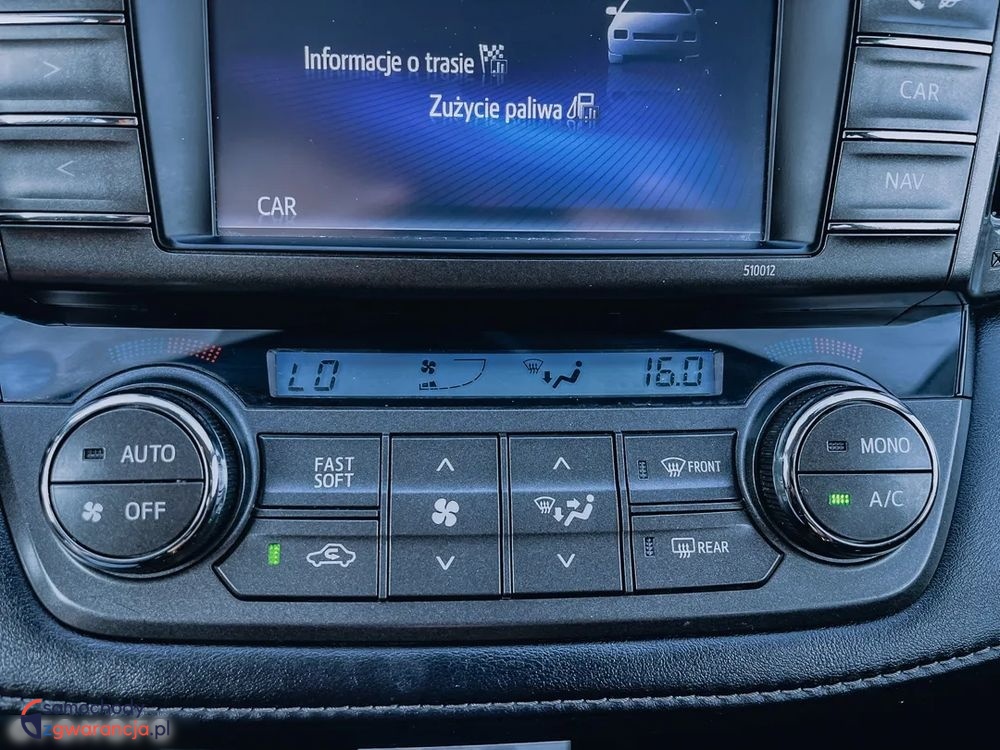 Informacje o trasie
Zużycie paliwa
CAR
>
<
CAR
NAV
510012
LO
16.0
AUTO
OFF
FAST
SOFT
FRONT
REAR
MONO
A/C
samochody
zgwarancja.pl